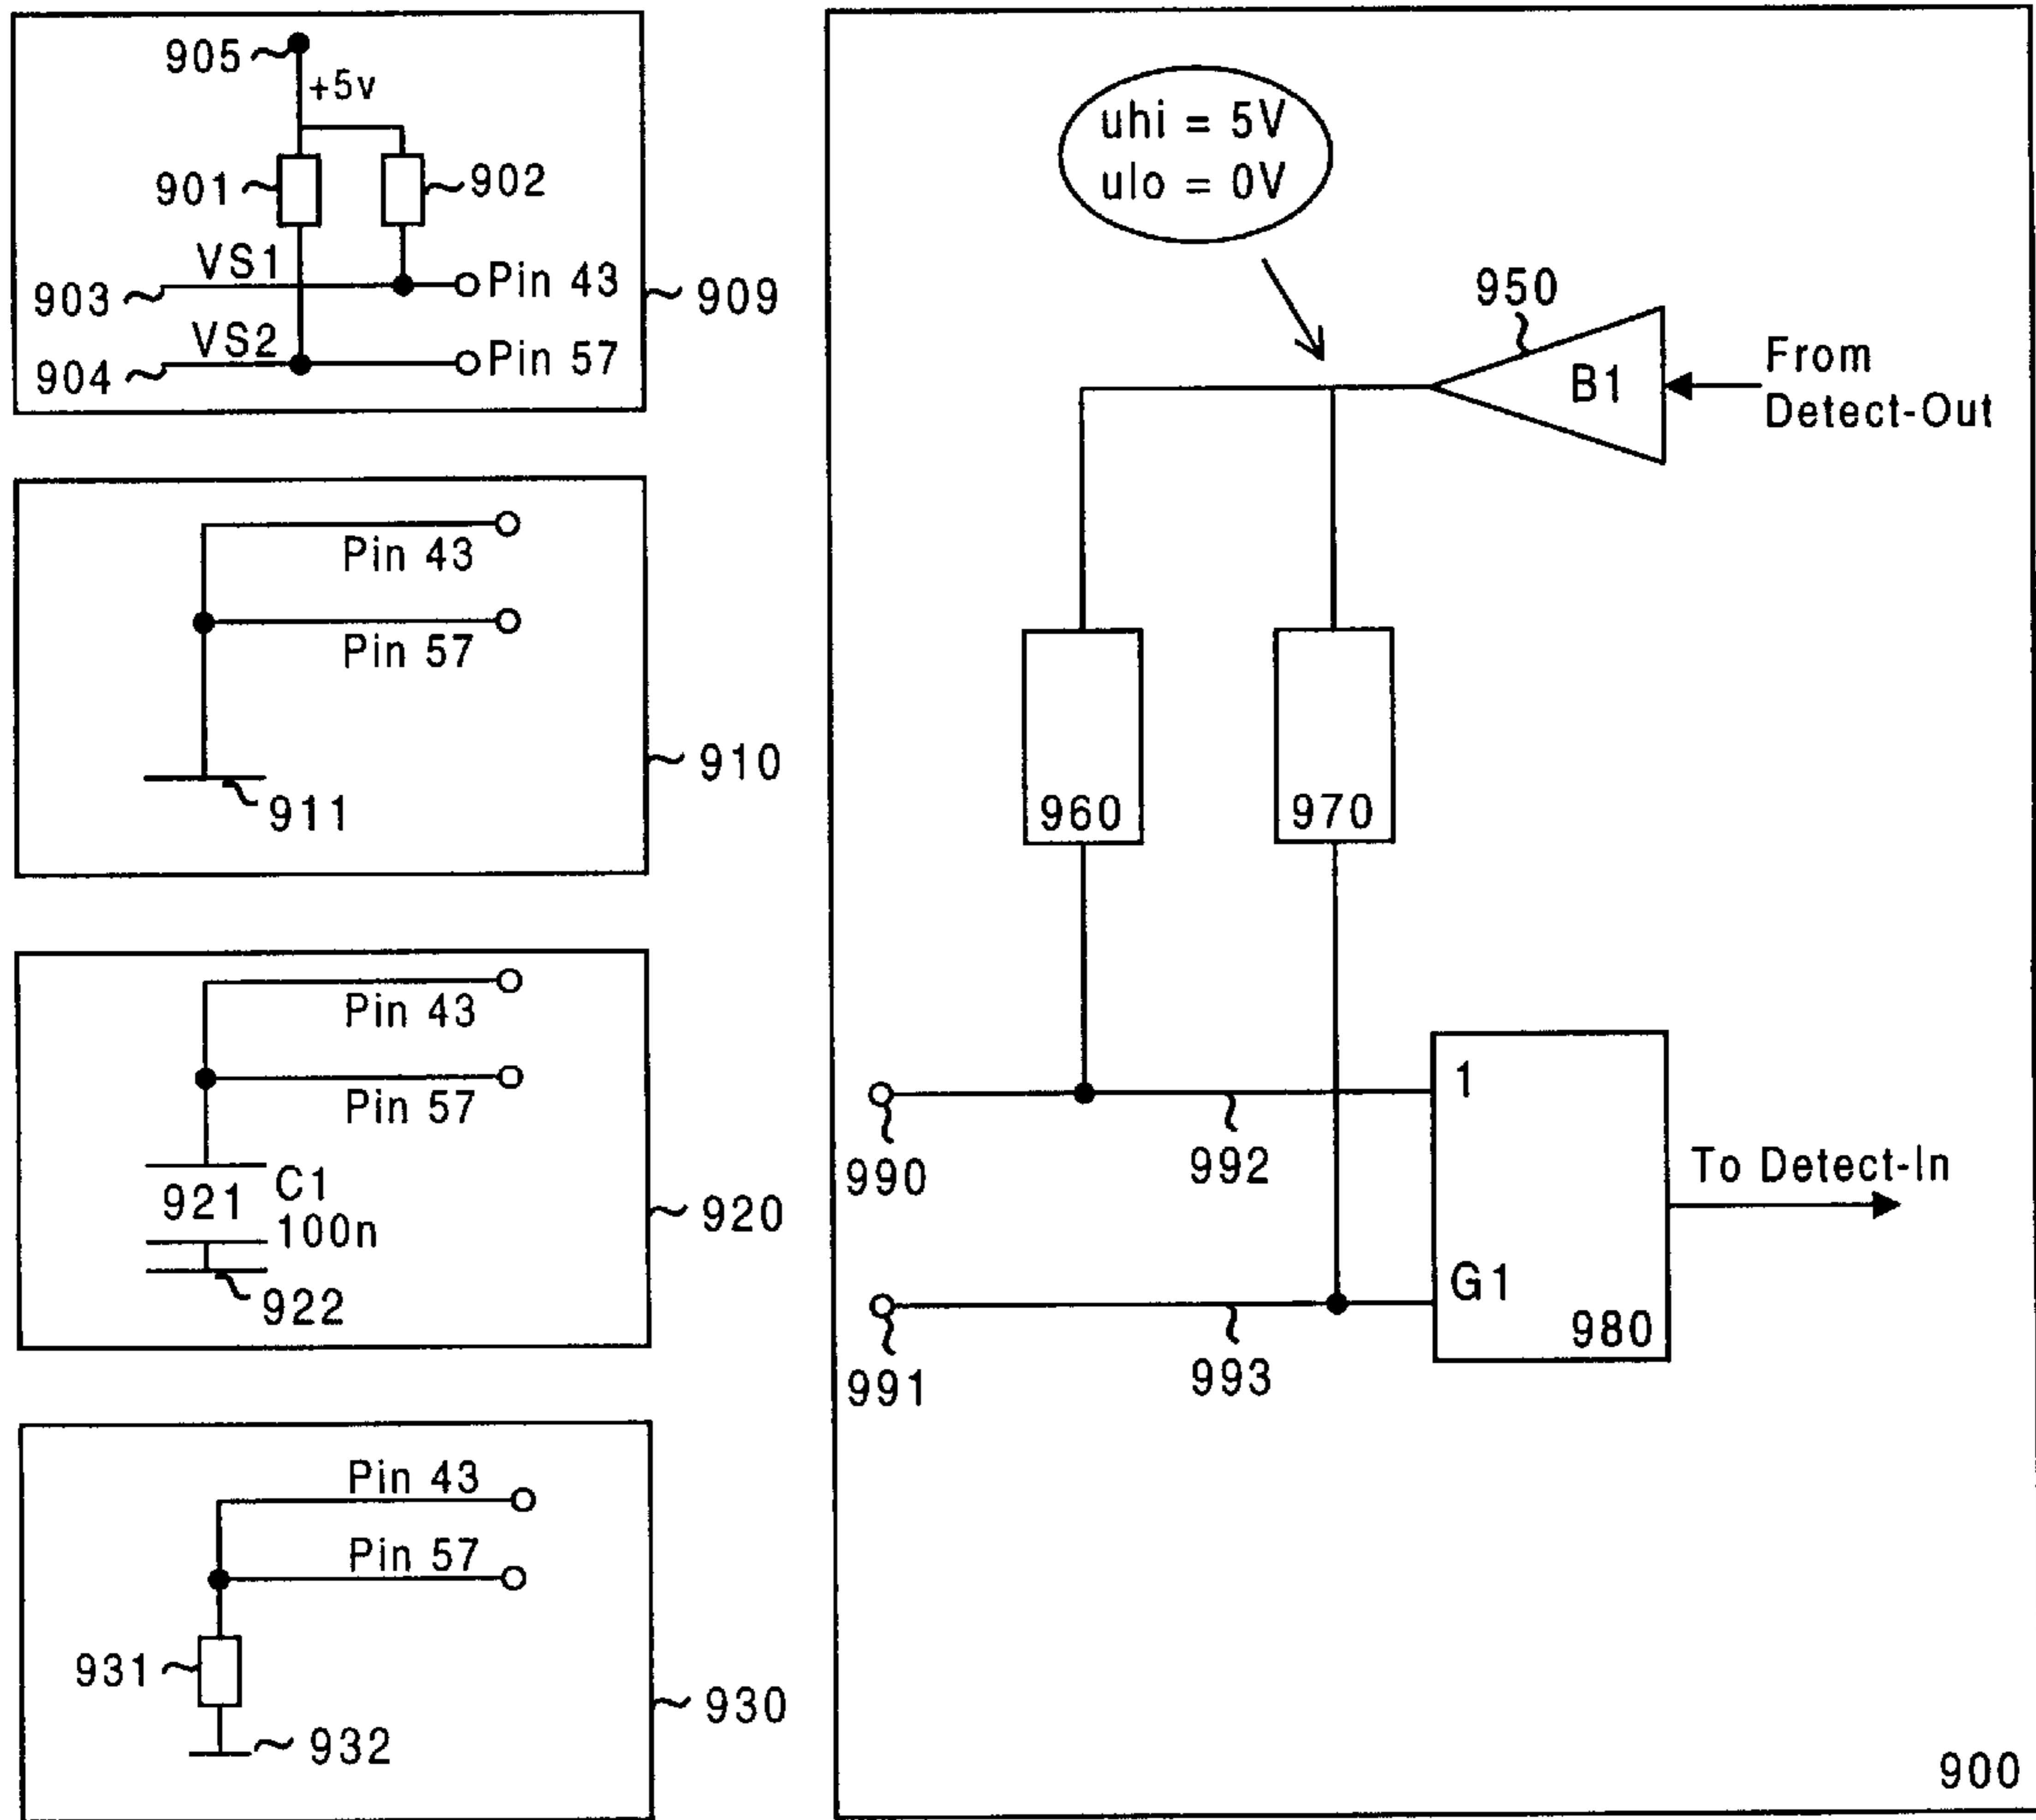 905
+5v
901
902
VS1
903
Pin 43
909
VS2
904
Pin 57
Pin 43
Pin 57
910
911
Pin 43
Pin 57
921
C1
100n
920
922
Pin 43
Pin 57
931
930
932
uhi = 5V
ulo = 0V
950
B1
From
Detect-Out
960
970
1
990
992
To Detect-In
G1
980
991
993
900